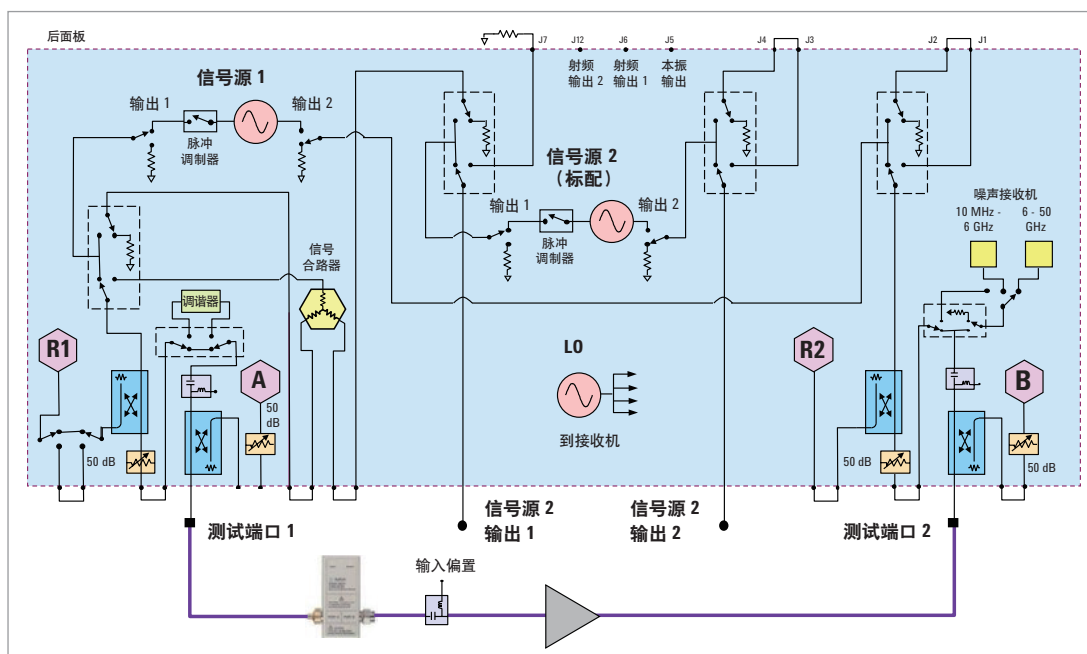 后面板
J7
J12
J6
J5
J4
J3
J2
J1
射频
输出 2
射频
输出 1
本振
输出
信号源 1
输出 1
输出 2
脉冲
调制器
信号源 2
（标配）
输出 1
输出 2
脉冲
调制器
噪声接收机
10 MHz -
6 GHz
6 - 50
GHz
信号
合路器
调谐器
R1
A
50
dB
50 dB
LO
到接收机
R2
B
50 dB
50 dB
测试端口 1
信号源 2
输出 1
信号源 2
输出 2
测试端口 2
输入偏置